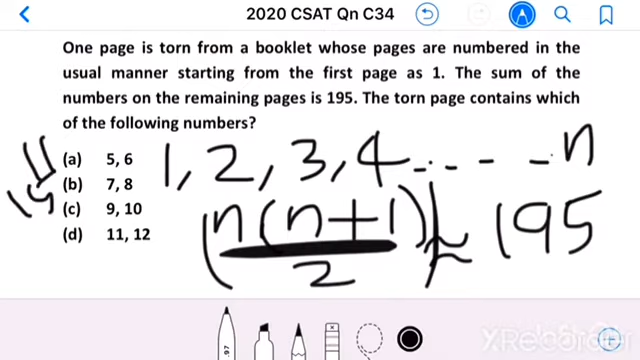 2020 CSAT Qn C34
One page is torn from a booklet whose pages are numbered in the
usual manner starting from the first page as 1. The sum of the
numbers on the remaining pages is 195. The torn page contains which
of the following numbers?
(a) 5, 6
(b) 7, 8
(c) 9, 10
(d) 11, 12
11
15
1, 2, 3, 4 - - - - n
(n(n+1)/2) ≈ 195
.97
XRecorder